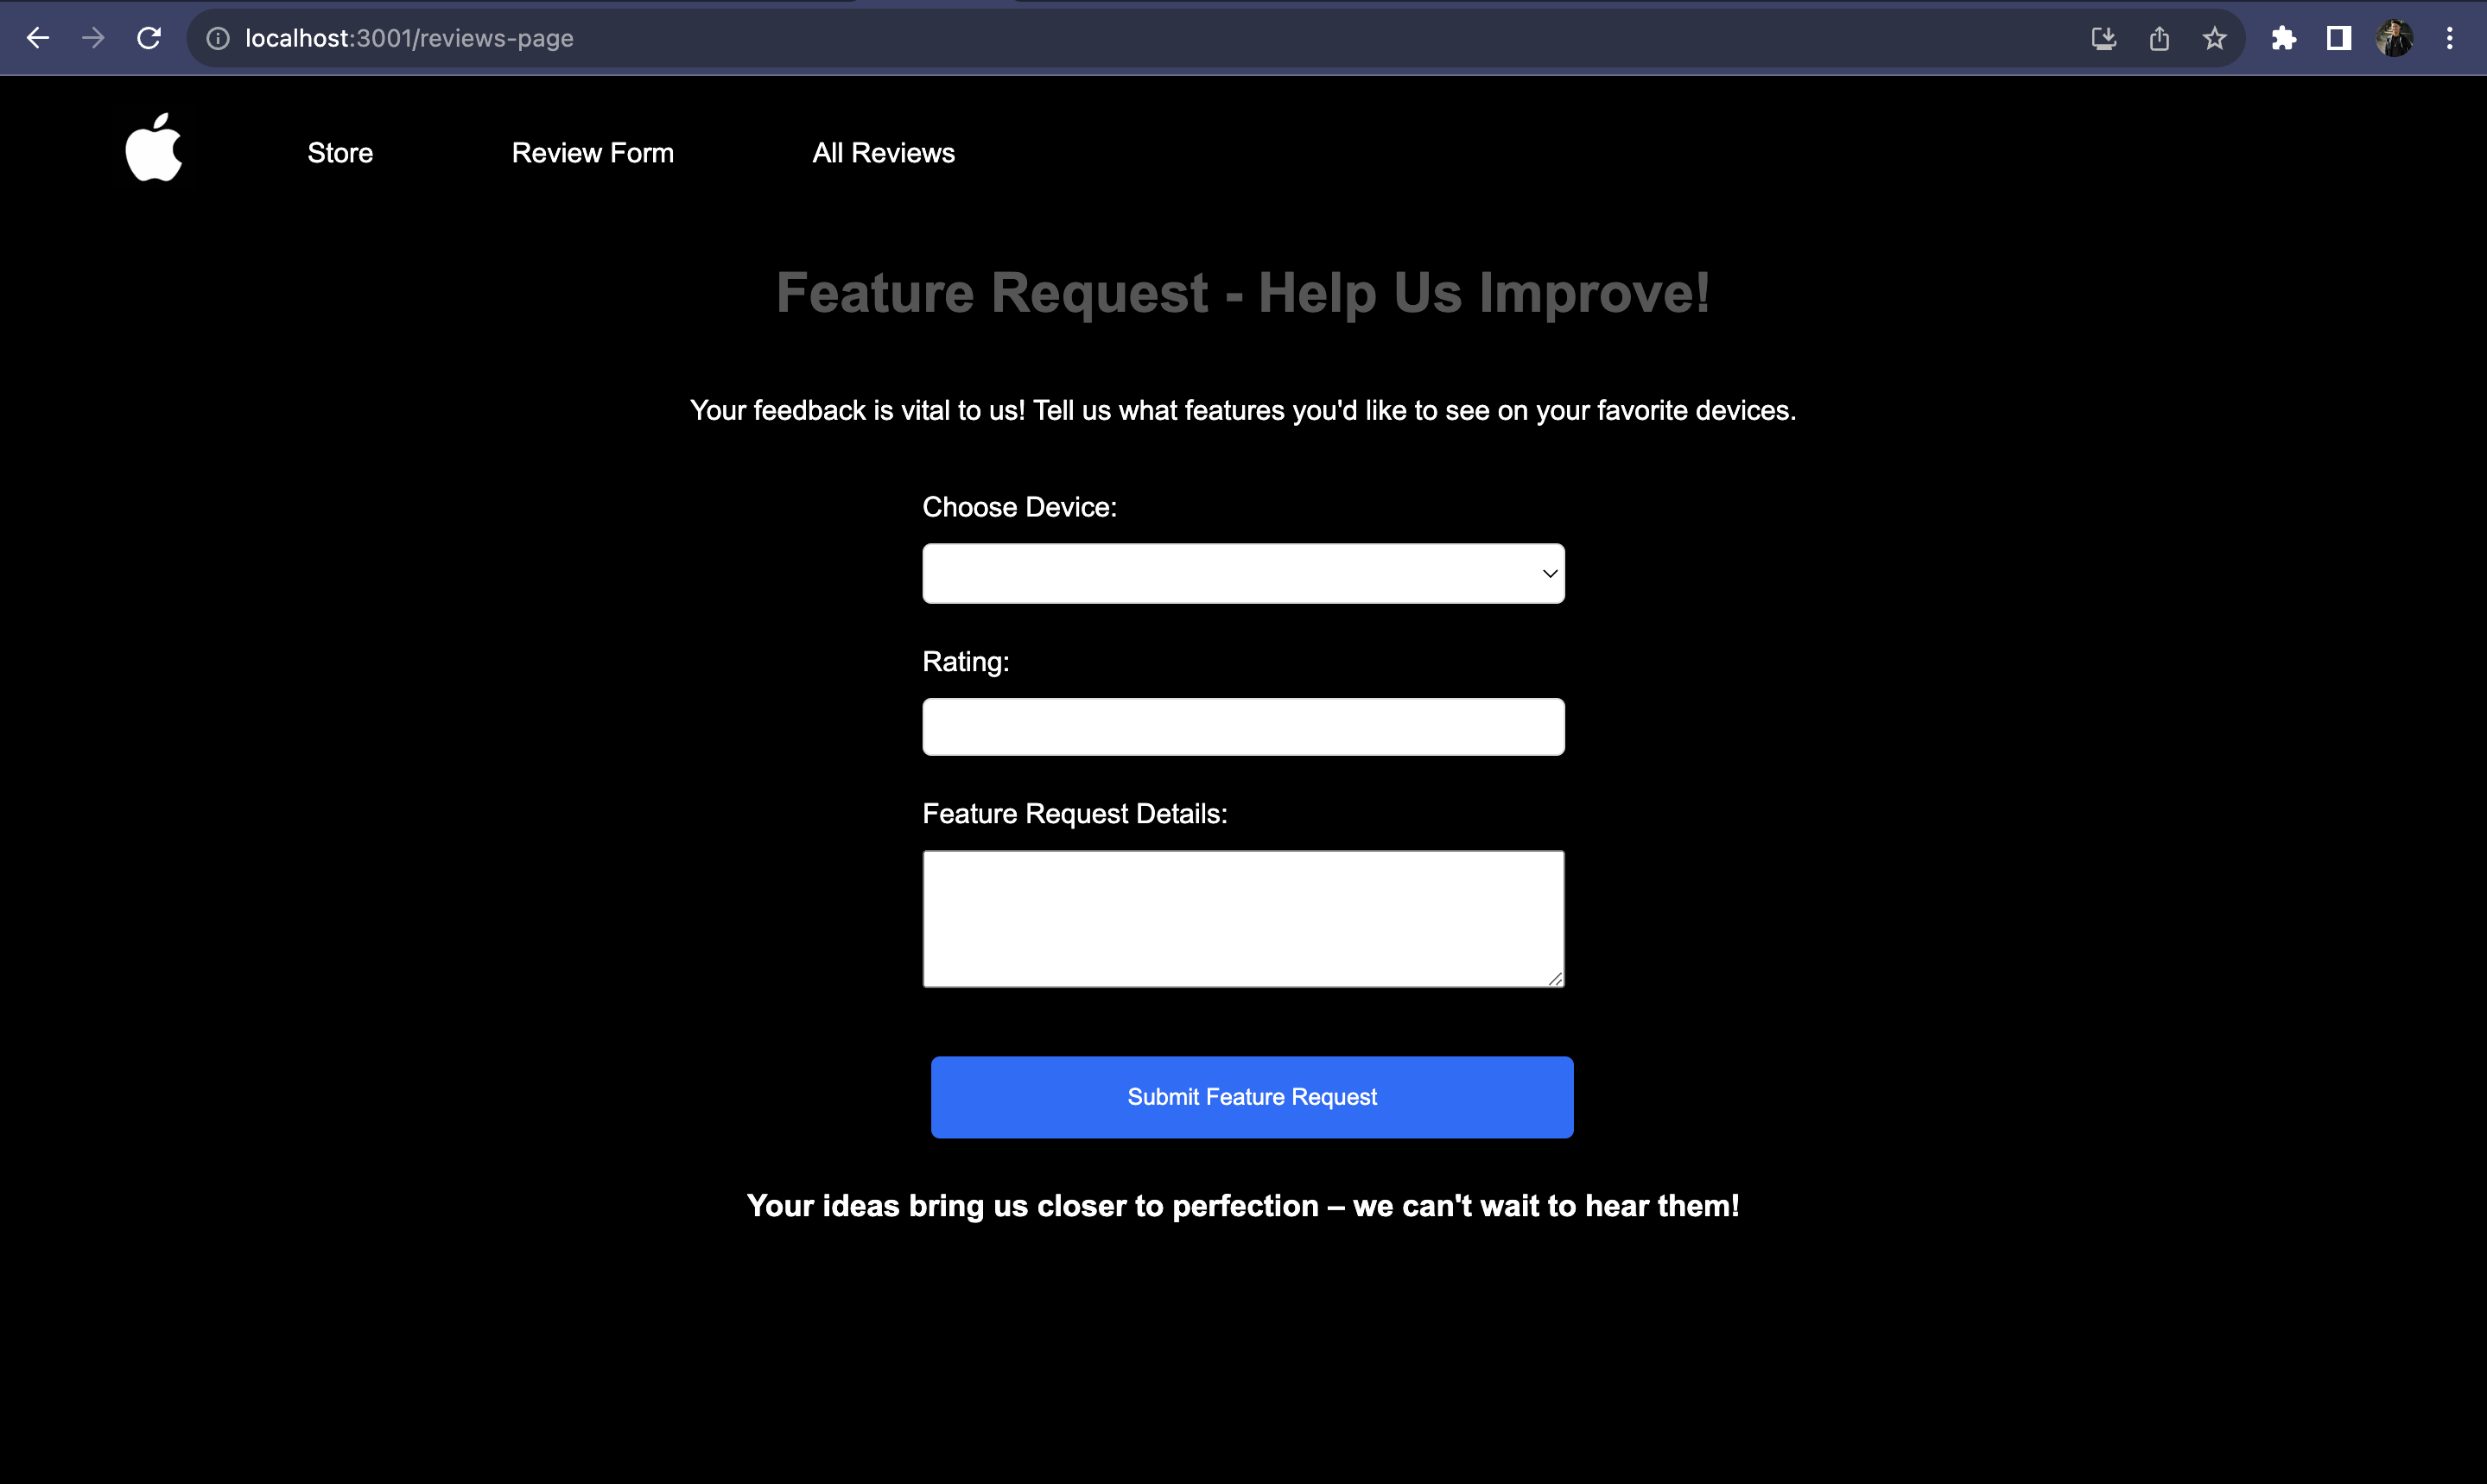 localhost:3001/reviews-page
Store Review Form All Reviews
Feature Request - Help Us Improve!
Your feedback is vital to us! Tell us what features you'd like to see on your favorite devices.
Choose Device:
Rating:
Feature Request Details:
Submit Feature Request
Your ideas bring us closer to perfection – we can't wait to hear them!